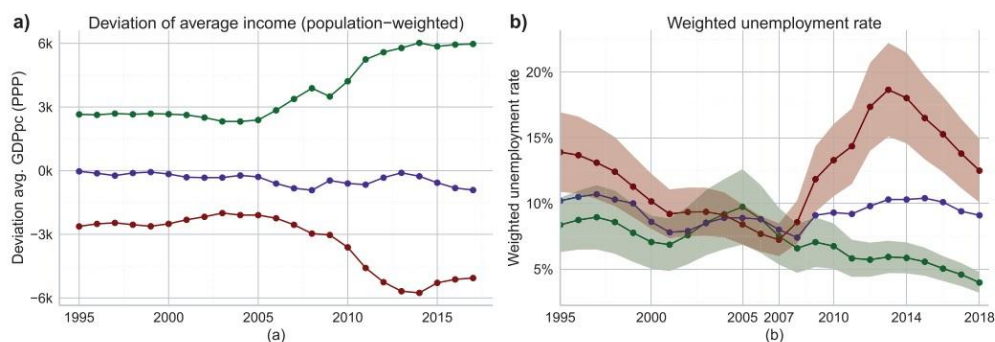 a) Deviation of average income (population−weighted)
Deviation avg. GDPpc (PPP)
6k
3k
0k
−3k
−6k
1995 2000 2005 2010 2015
(a)
b) Weighted unemployment rate
Weighted unemployment rate
20%
15%
10%
5%
1995 2000 2005 2007 2010 2014 2018
(b)